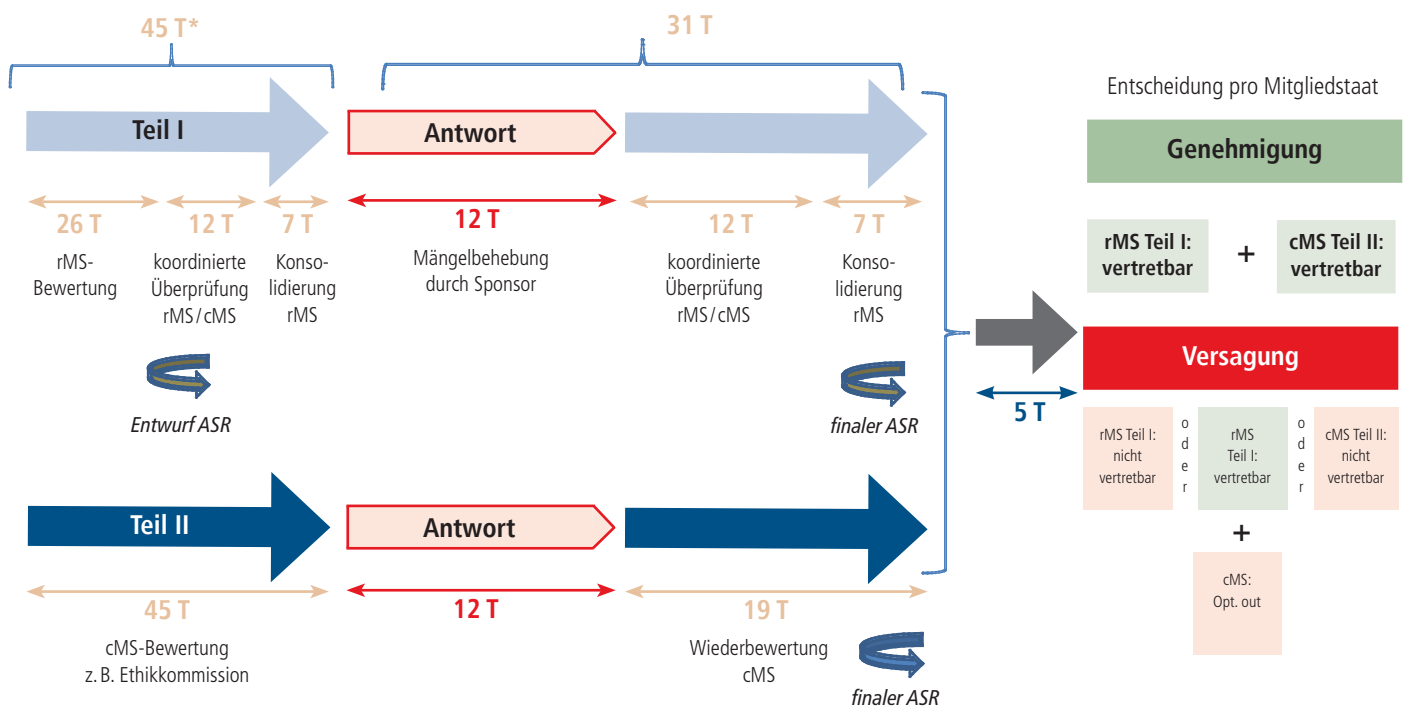 45 T*
31 T
Teil I
Antwort
26 T
12 T
7 T
12 T
12 T
7 T
rMS-
Bewertung
koordinierte
Überprüfung
rMS/cMS
Konso-
lidierung
rMS
Mängelbehebung
durch Sponsor
koordinierte
Überprüfung
rMS/cMS
Konso-
lidierung
rMS
Entwurf ASR
finaler ASR
Teil II
Antwort
45 T
12 T
19 T
cMS-Bewertung
z. B. Ethikkommission
Wiederbewertung
cMS
finaler ASR
5 T
Entscheidung pro Mitgliedstaat
Genehmigung
rMS Teil I:
vertretbar
+
cMS Teil II:
vertretbar
Versagung
rMS Teil I:
nicht
vertretbar
o
d
e
r
rMS
Teil I:
vertretbar
o
d
e
r
cMS Teil II:
nicht
vertretbar
+
cMS:
Opt. out